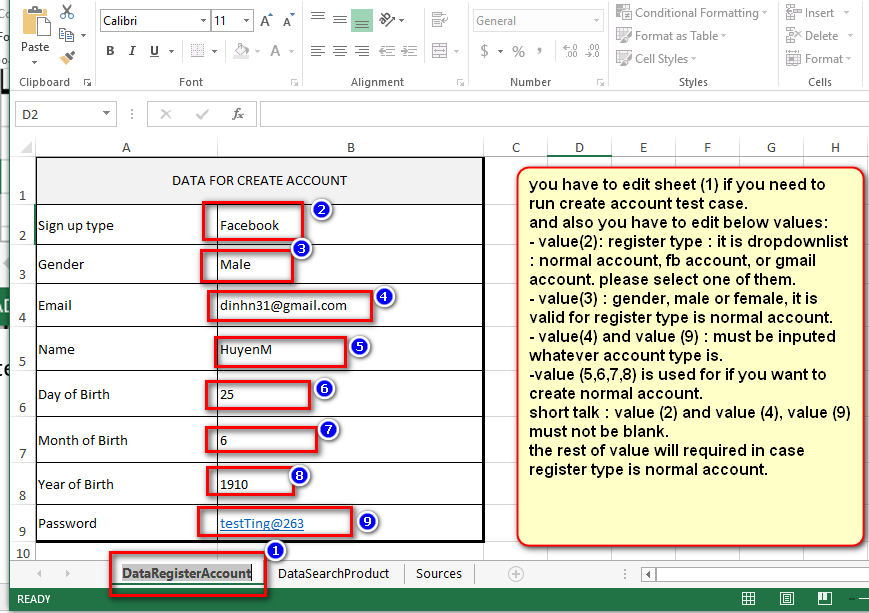 Calibri 11 A A General Conditional Formatting Insert
Paste B I U A $ % , .00 Format as Table Delete
Cell Styles Format
Clipboard Font Alignment Number Styles Cells
D2 fx
A B C D E F G H
1 DATA FOR CREATE ACCOUNT
2 Sign up type Facebook 2
3 Gender Male 3
4 Email dinhn31@gmail.com 4
5 Name HuyenM 5
6 Day of Birth 25 6
7 Month of Birth 6 7
8 Year of Birth 1910 8
9 Password testTing@263 9
10
you have to edit sheet (1) if you need to
run create account test case.
and also you have to edit below values:
- value(2): register type : it is dropdownlist
: normal account, fb account, or gmail
account. please select one of them.
- value(3) : gender, male or female, it is
valid for register type is normal account.
- value(4) and value (9) : must be inputed
whatever account type is.
-value (5,6,7,8) is used for if you want to
create normal account.
short talk : value (2) and value (4), value (9)
must not be blank.
the rest of value will required in case
register type is normal account.
1
DataRegisterAccount DataSearchProduct Sources
READY